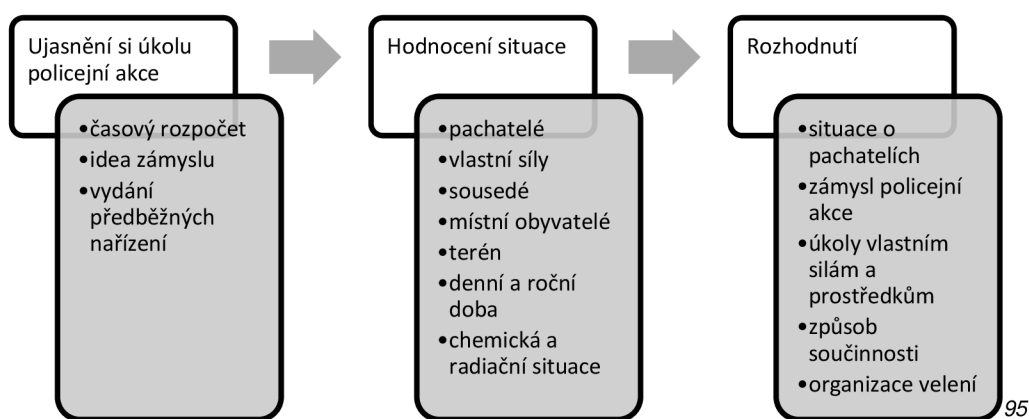 Ujasnění si úkolu
policejní akce
•časový rozpočet
•idea zámyslu
•vydání
předběžných
nařízení
Hodnocení situace
•pachatelé
•vlastní síly
•sousedé
•místní obyvatelé
•terén
•denní a roční
doba
•chemická a
radiační situace
Rozhodnutí
•situace o
pachatelích
•zámysl policejní
akce
•úkoly vlastním
silám a
prostředkům
•způsob
součinnosti
•organizace velení
95